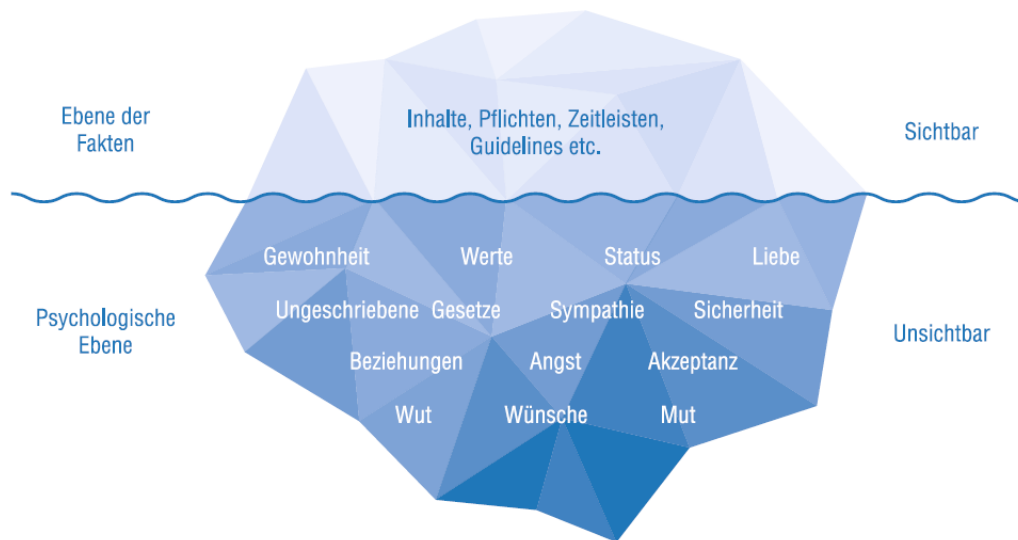 Ebene der
Fakten
Inhalte, Pflichten, Zeitleisten,
Guidelines etc.
Sichtbar
Gewohnheit Werte Status Liebe
Ungeschriebene Gesetze Sympathie Sicherheit
Psychologische
Ebene
Unsichtbar
Beziehungen Angst Akzeptanz
Wut Wünsche Mut